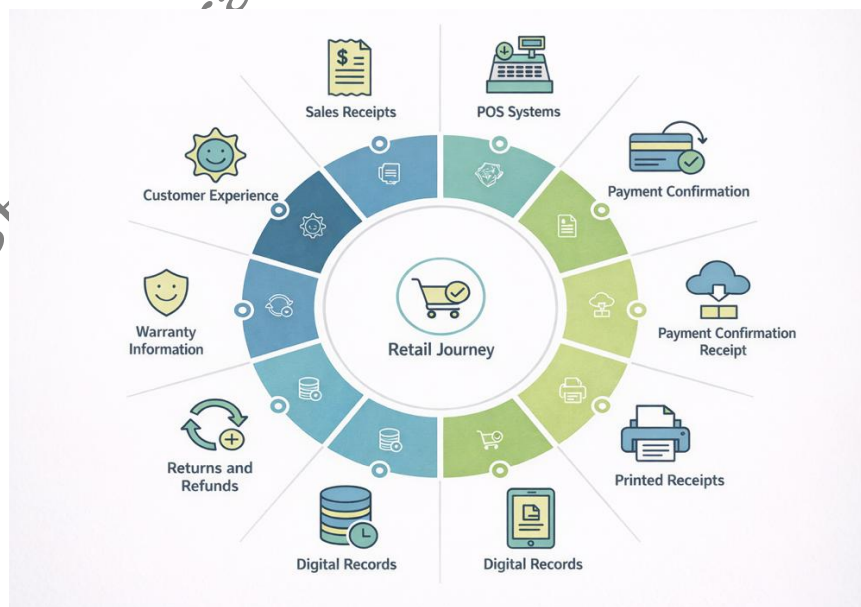 $
Sales Receipts
POS Systems
Payment Confirmation
Payment Confirmation
Receipt
Printed Receipts
Digital Records
Digital Records
Returns and
Refunds
Warranty
Information
Customer Experience
Retail Journey